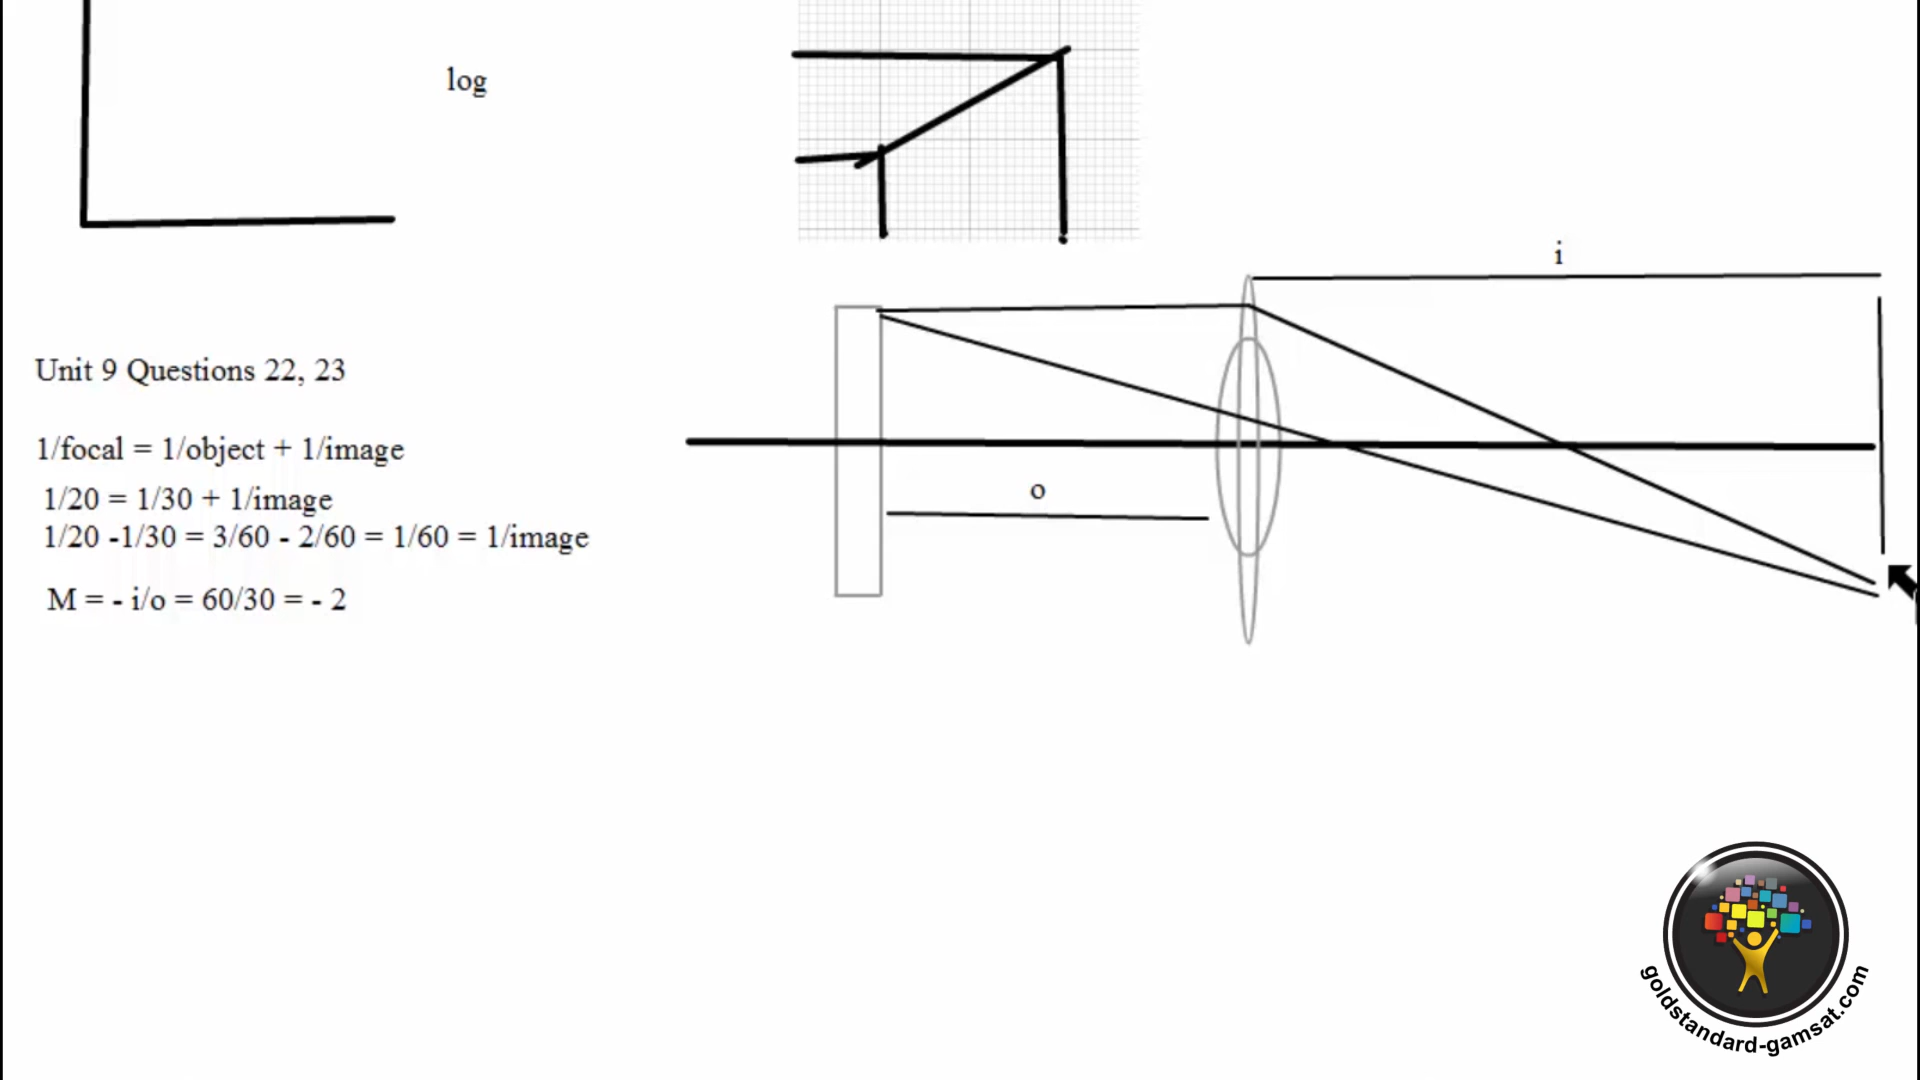 log
i
Unit 9 Questions 22, 23
1/focal = 1/object + 1/image
1/20 = 1/30 + 1/image
o
1/20 -1/30 = 3/60 - 2/60 = 1/60 = 1/image
M = - i/o = 60/30 = - 2
goldstandard-gamsat.com